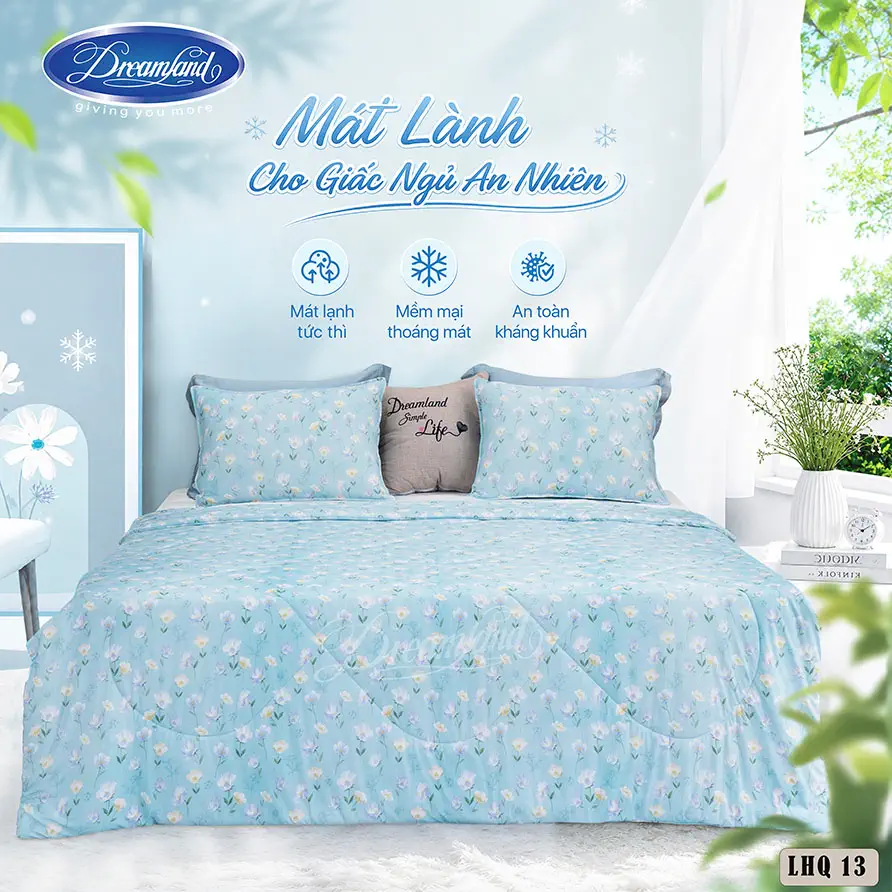 Dreamland
giving you more
Mát Lành
Cho Giấc Ngủ An Nhiên
Mát lạnh
tức thì
Mềm mại
thoáng mát
An toàn
kháng khuẩn
Dreamland
Simple
Life
Dreamland
KINFOLK
LHQ 13